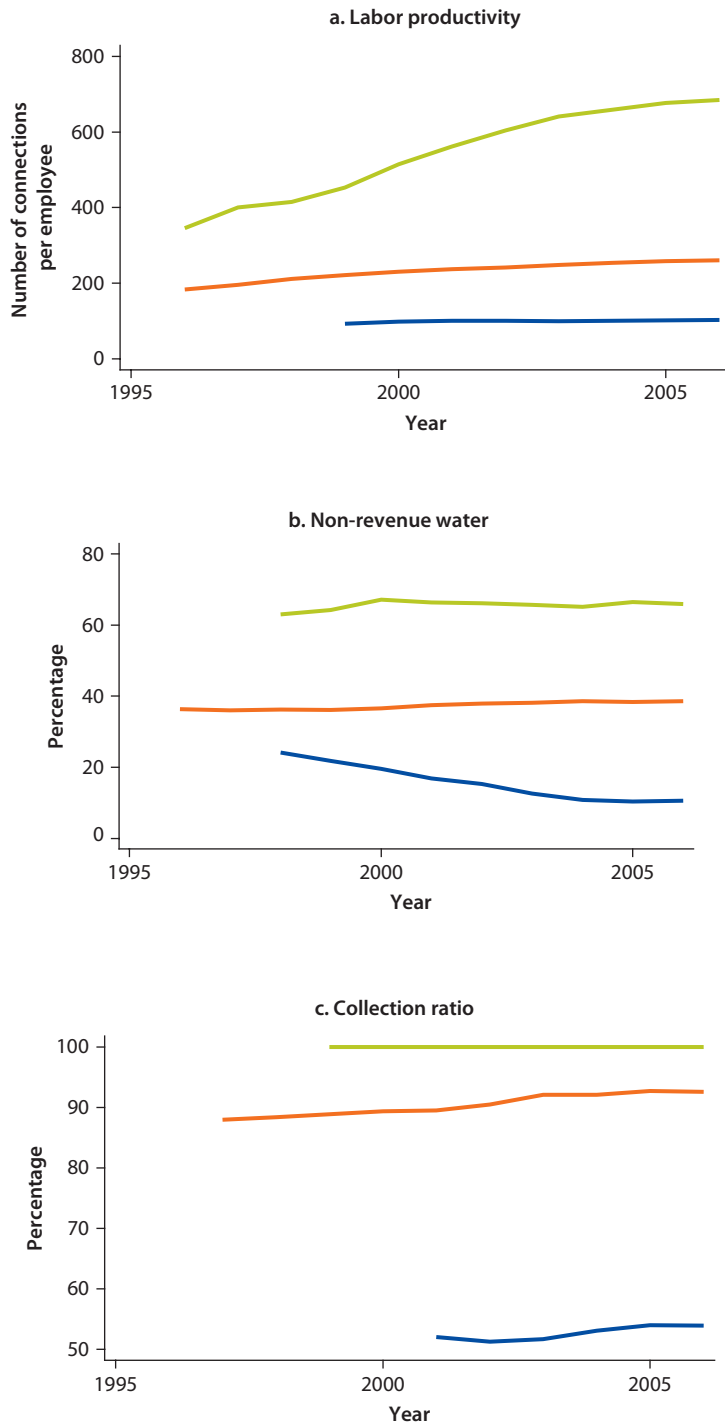 a. Labor productivity
800
600
400
200
0
Number of connections
per employee
1995
2000
2005
Year
b. Non-revenue water
80
60
40
20
0
Percentage
1995
2000
2005
Year
c. Collection ratio
100
90
80
70
60
50
Percentage
1995
2000
2005
Year